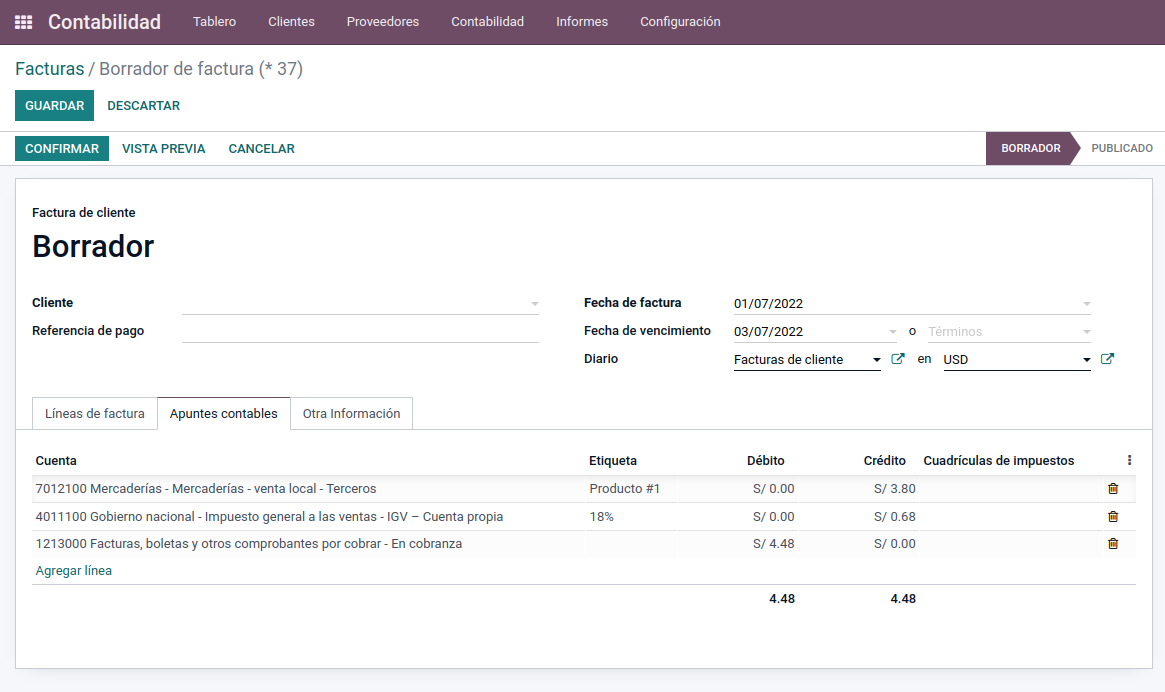 Contabilidad Tablero Clientes Proveedores Contabilidad Informes Configuración
Facturas / Borrador de factura (* 37)
GUARDAR DESCARTAR
CONFIRMAR VISTA PREVIA CANCELAR BORRADOR PUBLICADO
Factura de cliente
Borrador
Cliente
Referencia de pago
Fecha de factura 01/07/2022
Fecha de vencimiento 03/07/2022 o Términos
Diario Facturas de cliente en USD
Líneas de factura Apuntes contables Otra Información
Cuenta Etiqueta Débito Crédito Cuadrículas de impuestos
7012100 Mercaderías - Mercaderías - venta local - Terceros Producto #1 S/ 0.00 S/ 3.80
4011100 Gobierno nacional - Impuesto general a las ventas - IGV – Cuenta propia 18% S/ 0.00 S/ 0.68
1213000 Facturas, boletas y otros comprobantes por cobrar - En cobranza S/ 4.48 S/ 0.00
Agregar línea
4.48 4.48